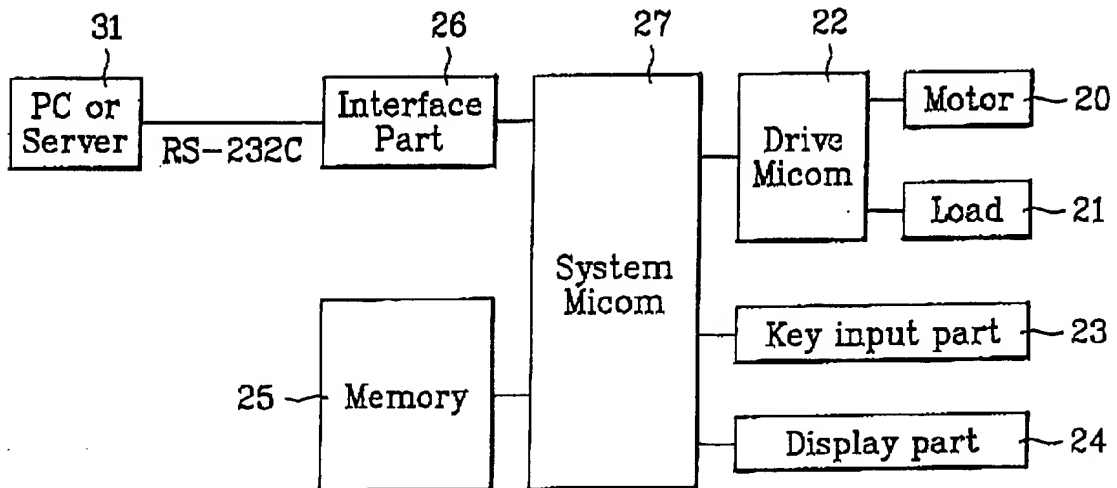 31
26
27
22
PC or
Server
RS-232C
Interface
Part
Drive
Micom
Motor
20
Load
21
System
Micom
Key input part
23
25
Memory
Display part
24